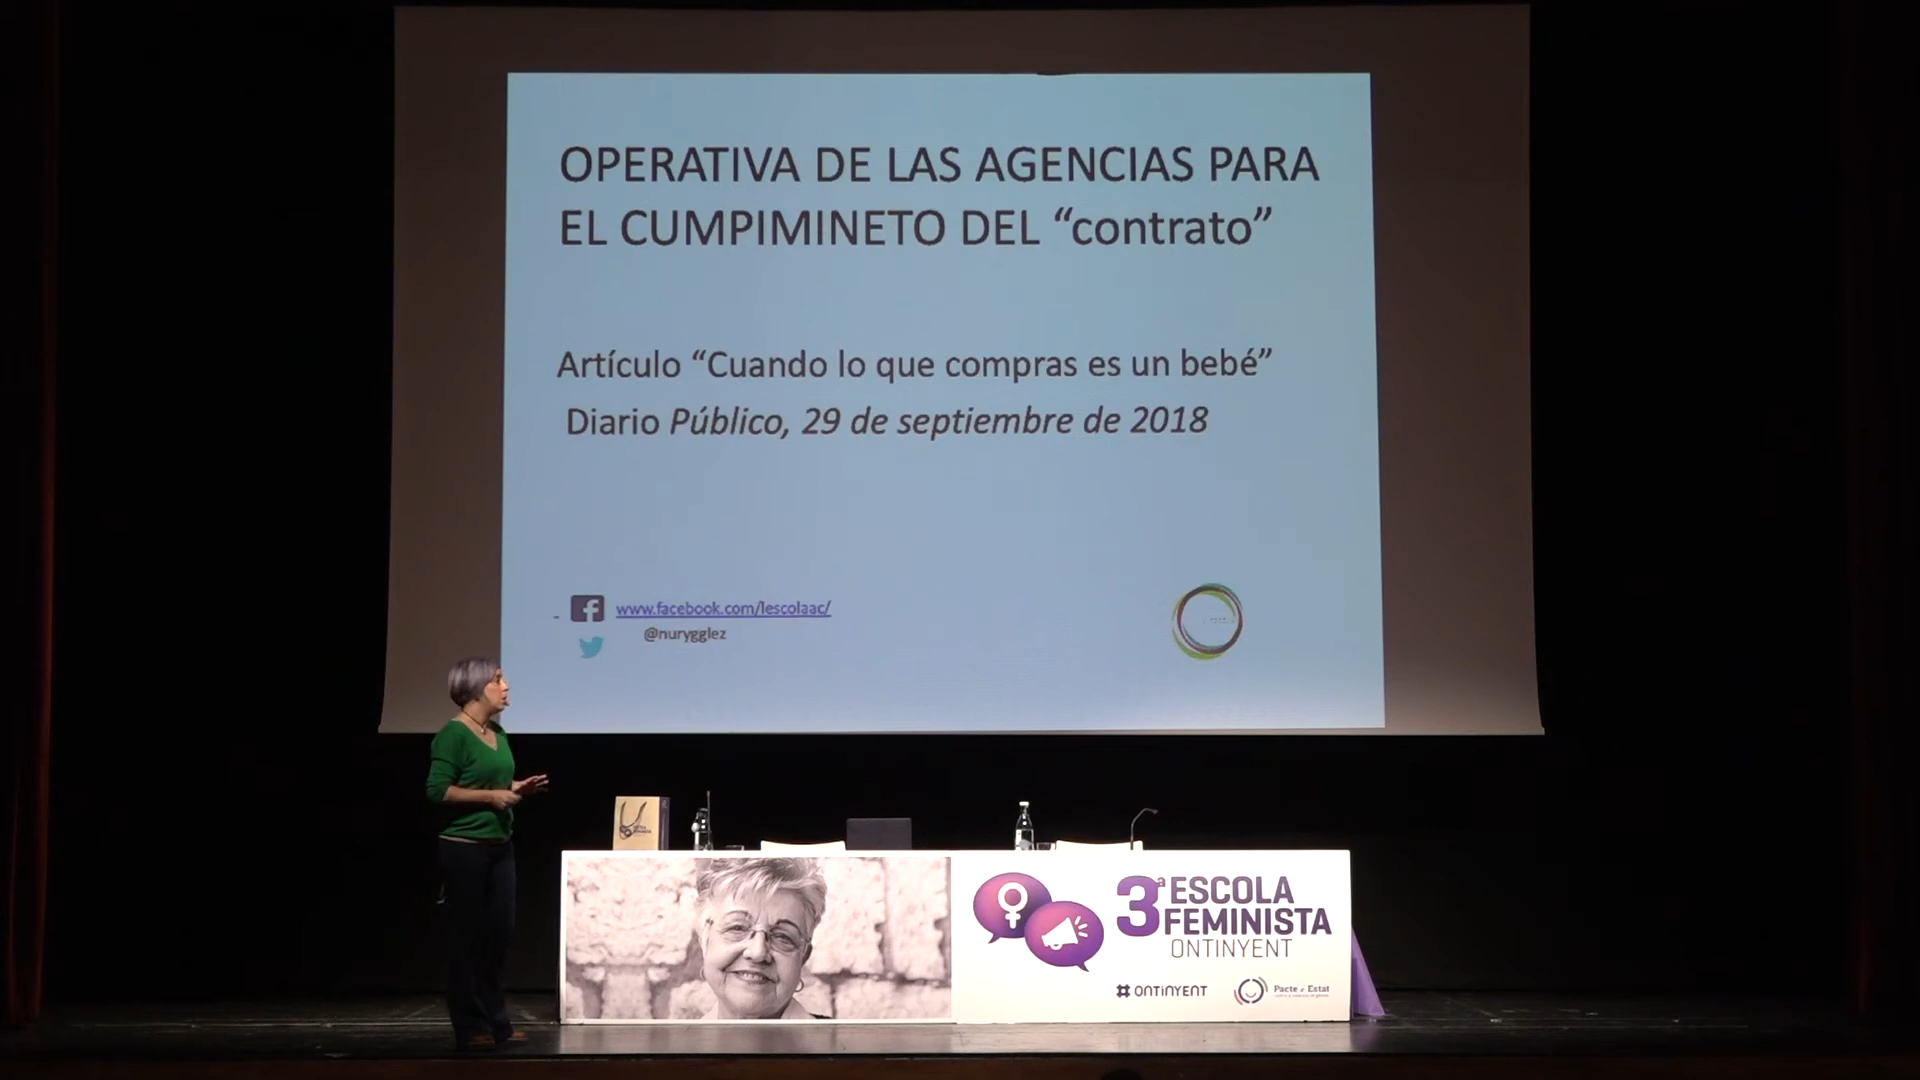 OPERATIVA DE LAS AGENCIAS PARA
EL CUMPIMINETO DEL “contrato”
Artículo “Cuando lo que compras es un bebé”
Diario Público, 29 de septiembre de 2018
www.facebook.com/lescolaac/
@nurygglez
3ª ESCOLA
FEMINISTA
ONTINYENT
ONTINYENT
Pacte d'Estat